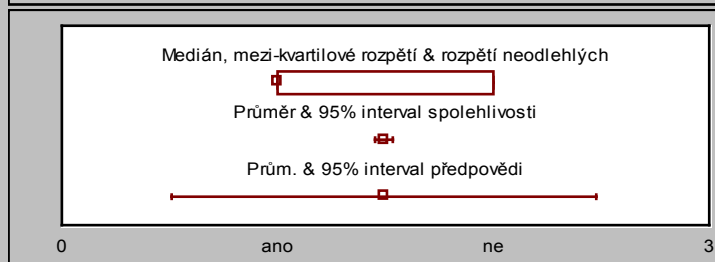 Medián, mezi-kvartilové rozpětí & rozpětí neodlehlých
Průměr & 95% interval spolehlivosti
Prům. & 95% interval předpovědi
0 ano ne 3